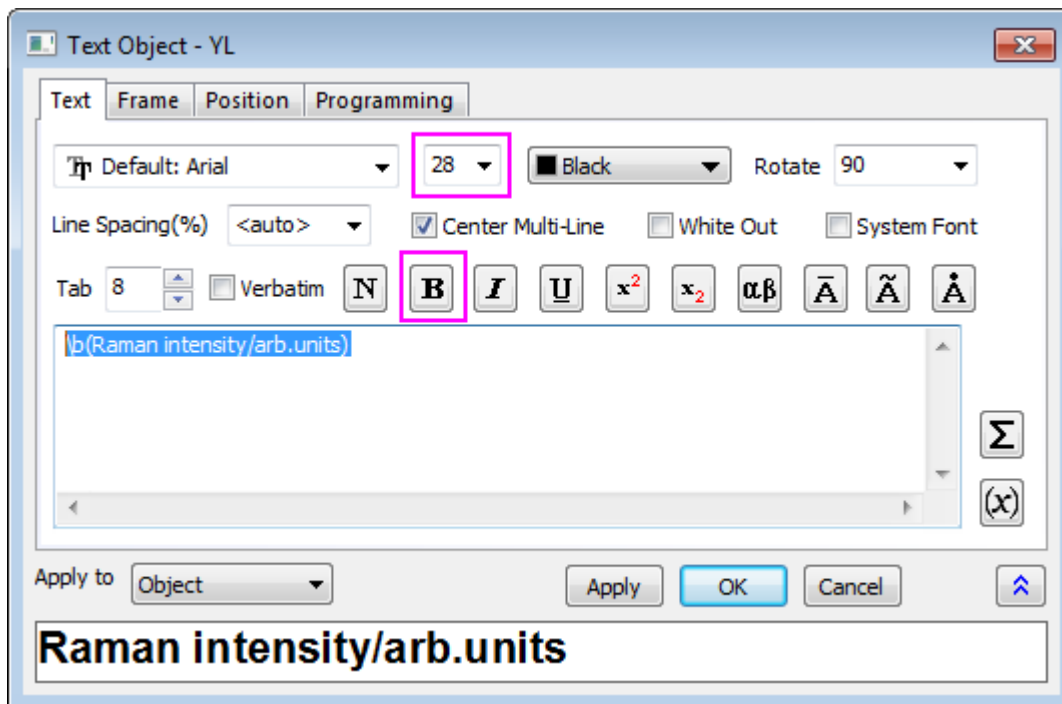 Text Object - YL
Text Frame Position Programming
Default: Arial 28 Black Rotate 90
Line Spacing(%) <auto> Center Multi-Line White Out System Font
Tab 8 Verbatim N B I U x² x₂ αβ Ā Ã Å
\b(Raman intensity/arb.units)
Σ
(x)
Apply to Object Apply OK Cancel
Raman intensity/arb.units